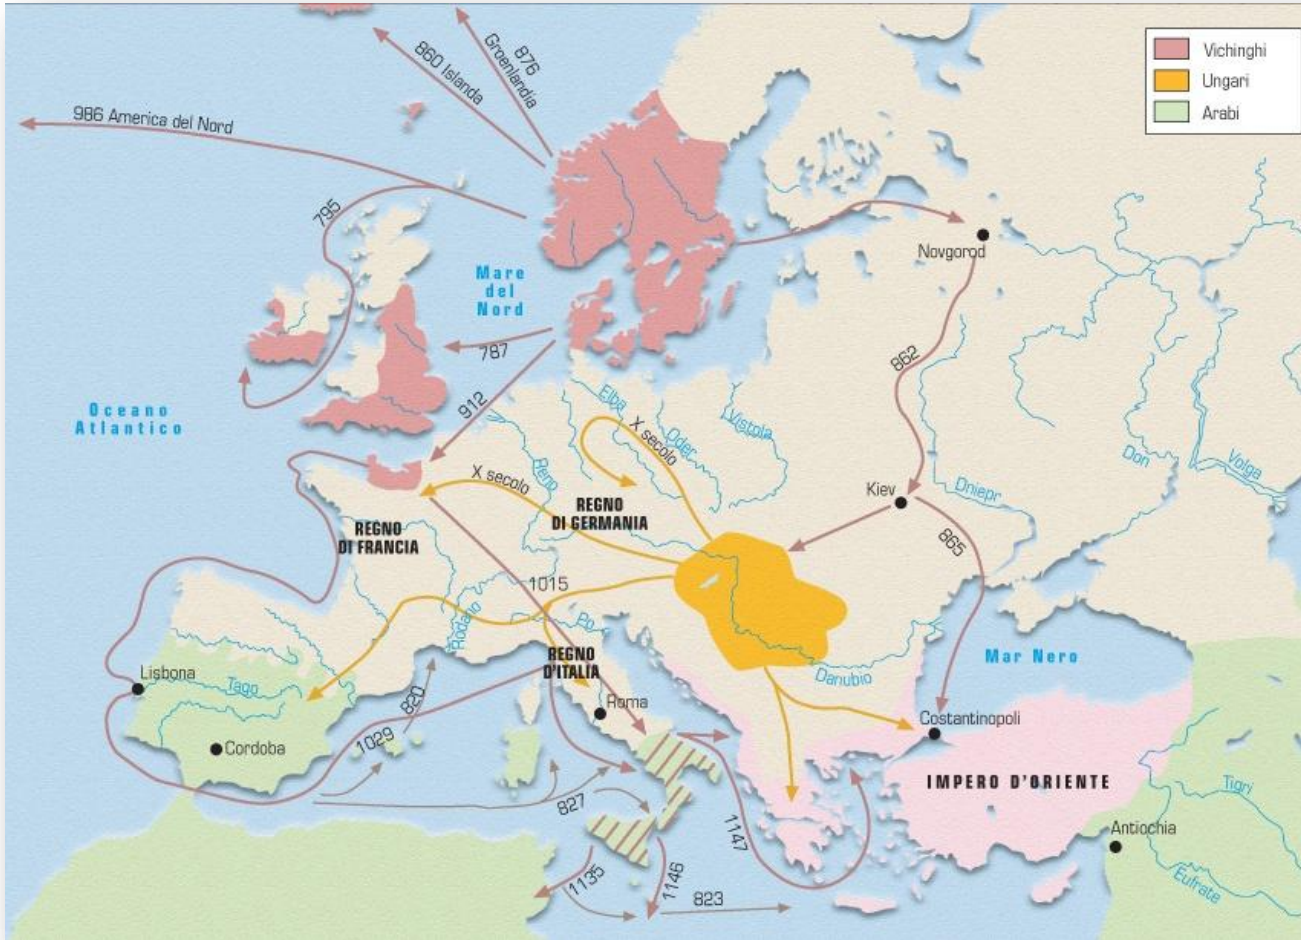 Vichinghi
Ungari
Arabi
876
Groenlandia
860 Islanda
986 America del Nord
795
Mare
del
Nord
Novgorod
787
862
912
Oceano
Atlantico
Elba
X secolo
Oder
Vistola
Don
Volga
X secolo
Reno
Kiev
Dniepr
REGNO
DI GERMANIA
REGNO
DI FRANCIA
865
1015
Rodano
Po
REGNO
D'ITALIA
Mar Nero
Lisbona
Tago
Danubio
820
Roma
Costantinopoli
1029
Cordoba
IMPERO D'ORIENTE
Tigri
827
1147
Antiochia
1135
1146
823
Eufrate